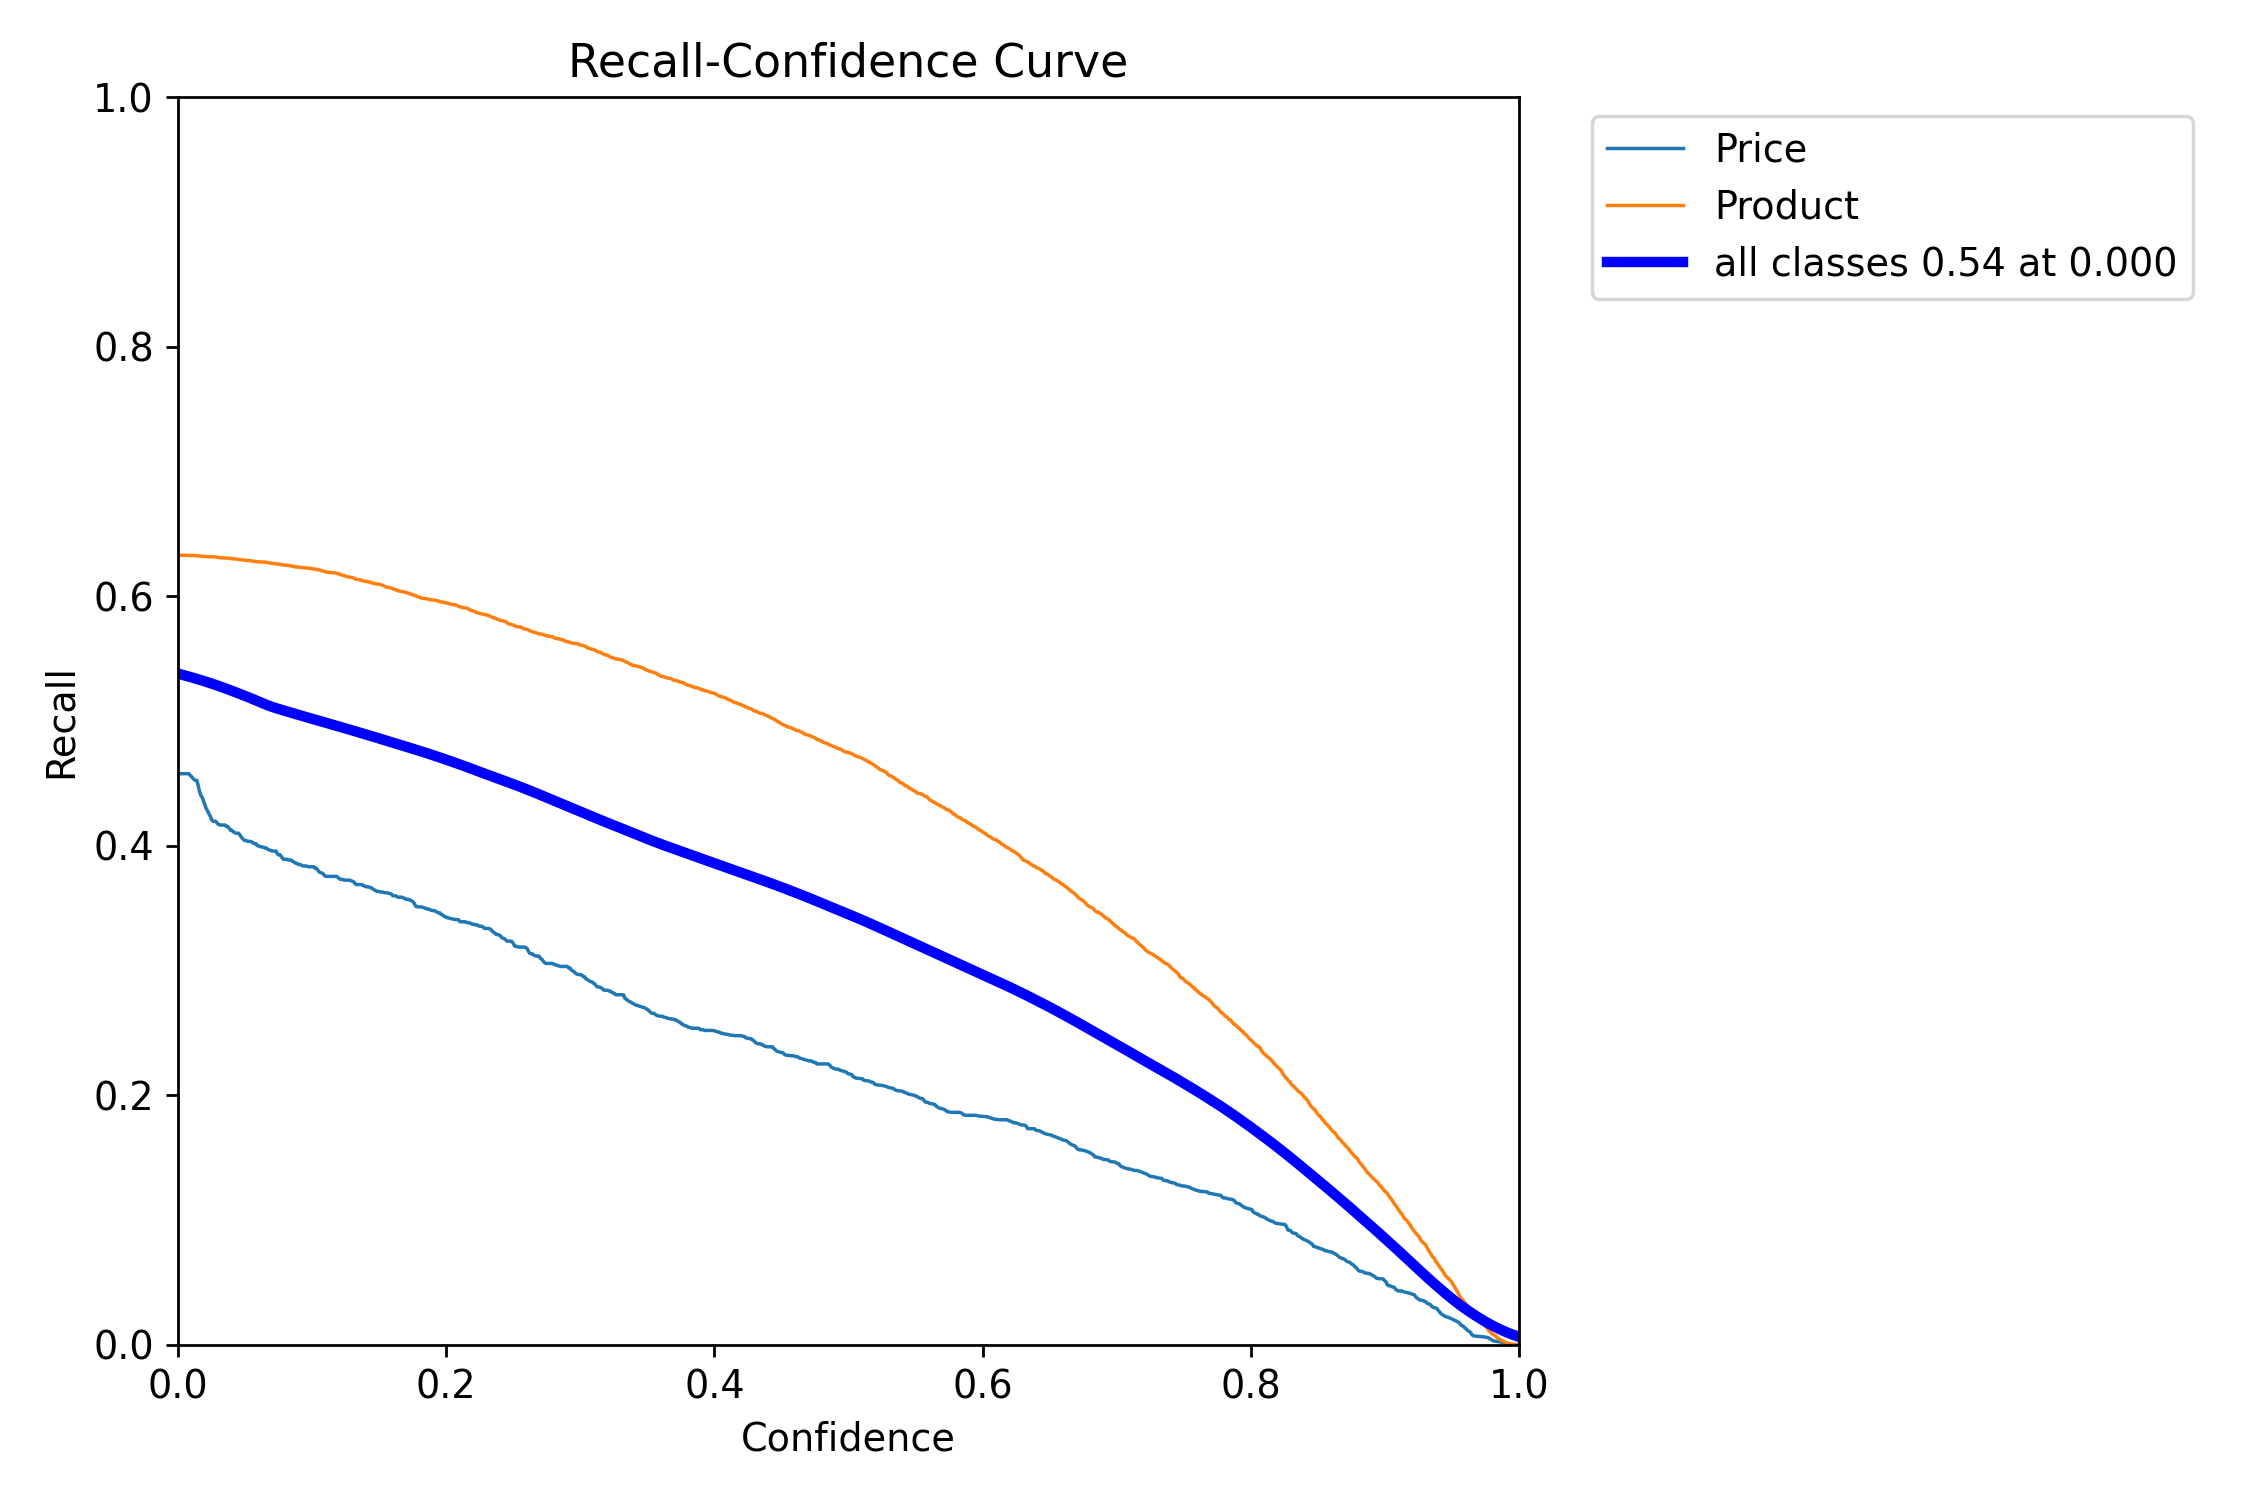 Recall-Confidence Curve
1.0
0.8
0.6
0.4
0.2
0.0
Recall
0.0 0.2 0.4 0.6 0.8 1.0
Confidence
Price
Product
all classes 0.54 at 0.000